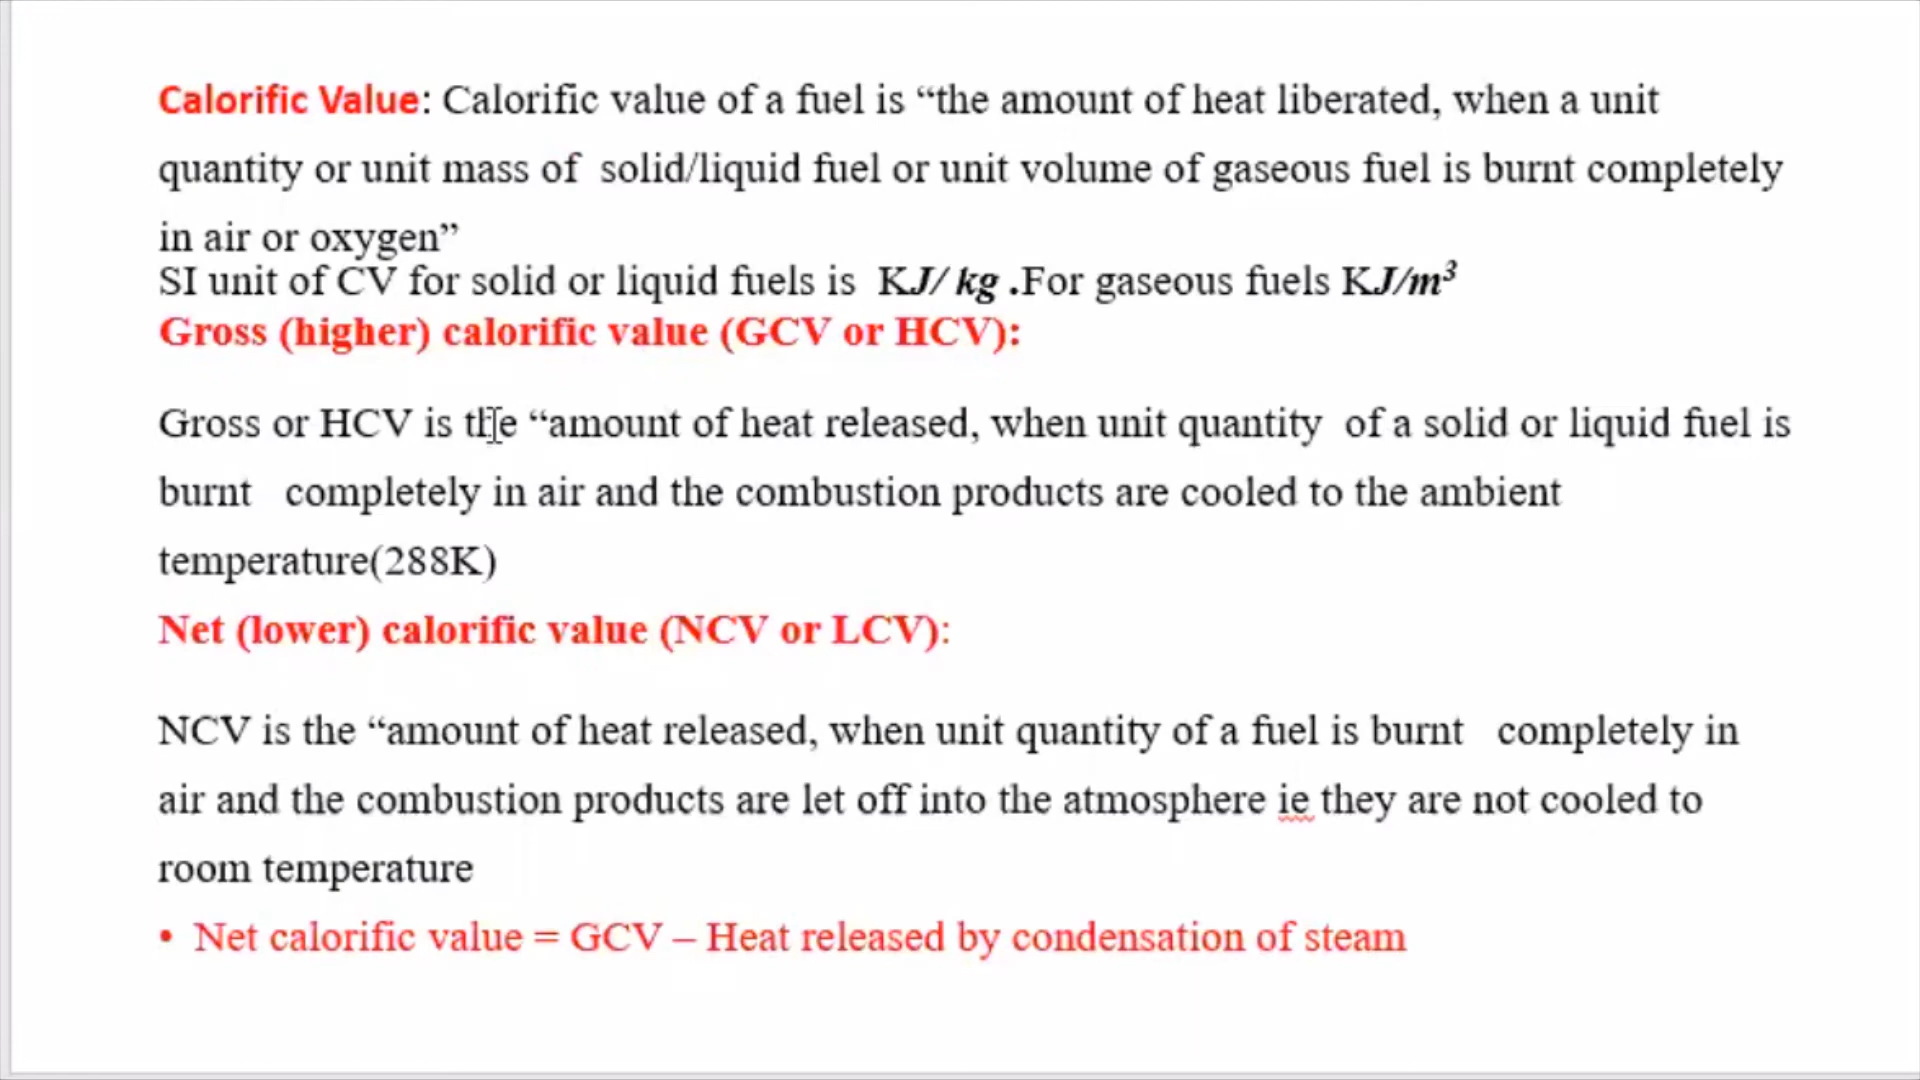 Calorific Value: Calorific value of a fuel is “the amount of heat liberated, when a unit
quantity or unit mass of solid/liquid fuel or unit volume of gaseous fuel is burnt completely
in air or oxygen”
SI unit of CV for solid or liquid fuels is KJ/ kg .For gaseous fuels KJ/m³
Gross (higher) calorific value (GCV or HCV):
Gross or HCV is the “amount of heat released, when unit quantity of a solid or liquid fuel is
burnt completely in air and the combustion products are cooled to the ambient
temperature(288K)
Net (lower) calorific value (NCV or LCV):
NCV is the “amount of heat released, when unit quantity of a fuel is burnt completely in
air and the combustion products are let off into the atmosphere ie they are not cooled to
room temperature
• Net calorific value = GCV – Heat released by condensation of steam